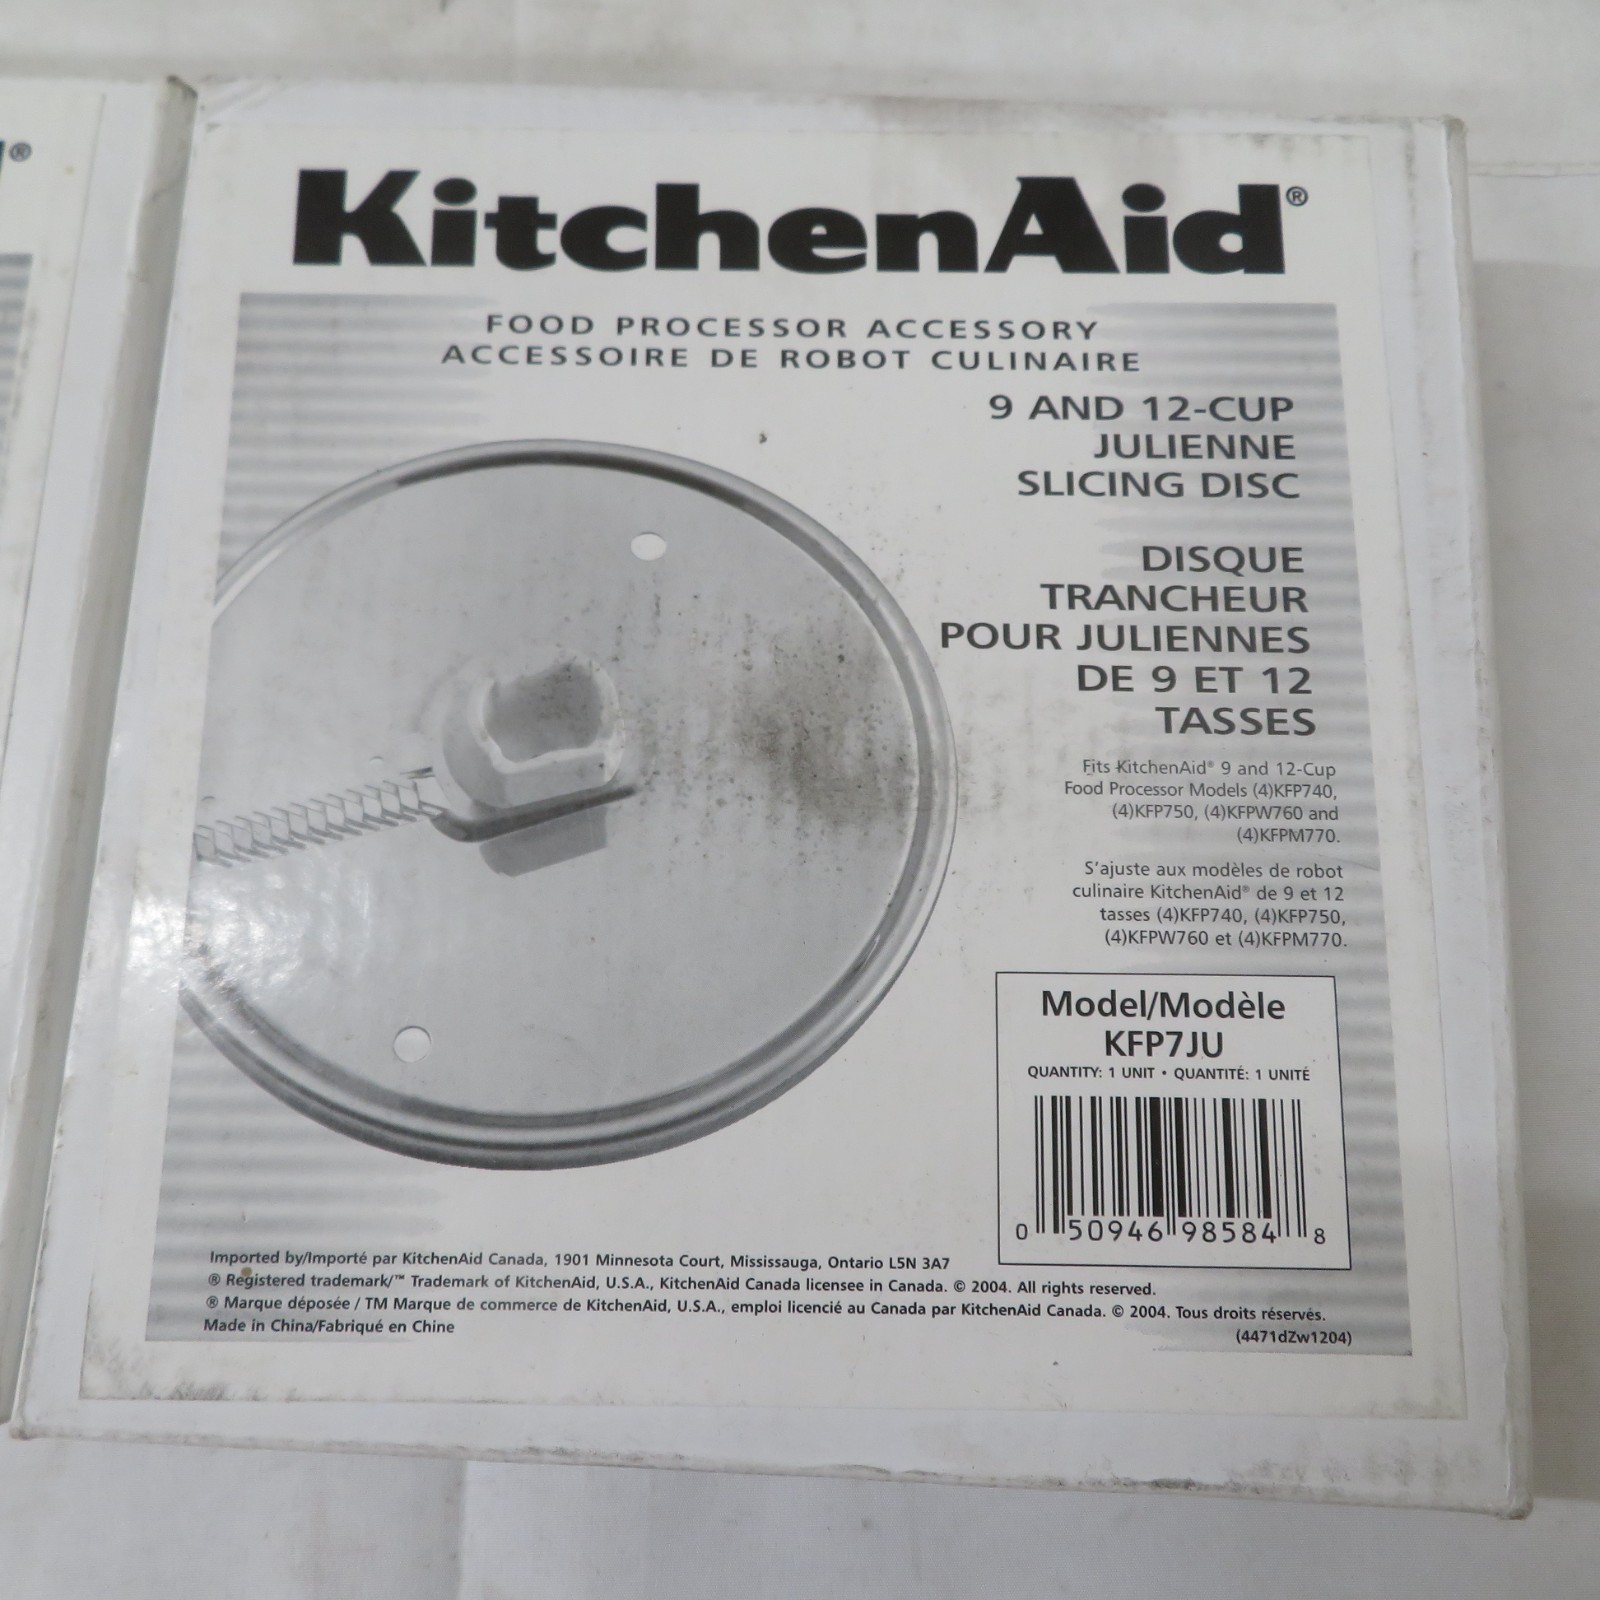 ®
KitchenAid®
FOOD PROCESSOR ACCESSORY
ACCESSOIRE DE ROBOT CULINAIRE
9 AND 12-CUP
JULIENNE
SLICING DISC
DISQUE
TRANCHEUR
POUR JULIENNES
DE 9 ET 12
TASSES
Fits KitchenAid® 9 and 12-Cup
Food Processor Models (4)KFP740,
(4)KFP750, (4)KFPW760 and
(4)KFPM770.
S'ajuste aux modèles de robot
culinaire KitchenAid® de 9 et 12
tasses (4)KFP740, (4)KFP750,
(4)KFPW760 et (4)KFPM770.
Model/Modèle
KFP7JU
QUANTITY: 1 UNIT • QUANTITÉ: 1 UNITÉ
0 50946 98584 8
Imported by/Importé par KitchenAid Canada, 1901 Minnesota Court, Mississauga, Ontario L5N 3A7
® Registered trademark/™ Trademark of KitchenAid, U.S.A., KitchenAid Canada licensee in Canada. © 2004. All rights reserved.
® Marque déposée / TM Marque de commerce de KitchenAid, U.S.A., emploi licencié au Canada par KitchenAid Canada. © 2004. Tous droits réservés.
Made in China/Fabriqué en Chine
(4471dZw1204)